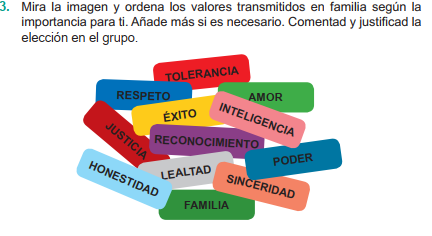 3. Mira la imagen y ordena los valores transmitidos en familia según la
importancia para ti. Añade más si es necesario. Comentad y justificad la
elección en el grupo.
TOLERANCIA
RESPETO
AMOR
ÉXITO
INTELIGENCIA
JUSTICIA
RECONOCIMIENTO
PODER
LEALTAD
HONESTIDAD
SINCERIDAD
FAMILIA